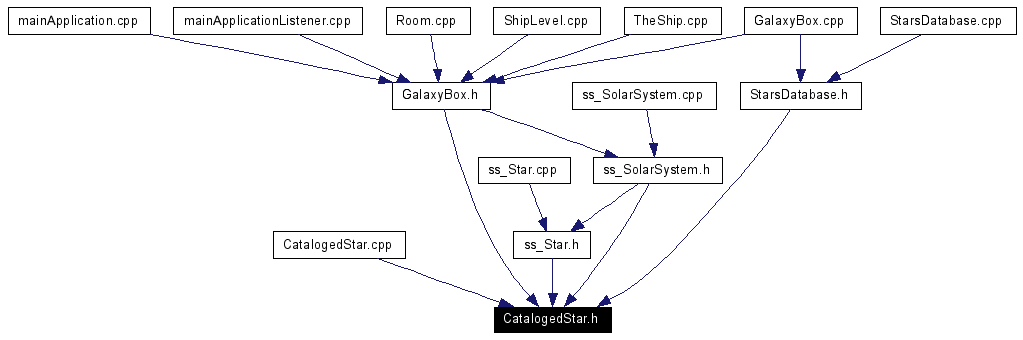 mainApplication.cpp
mainApplicationListener.cpp
Room.cpp
ShipLevel.cpp
TheShip.cpp
GalaxyBox.cpp
StarsDatabase.cpp
GalaxyBox.h
ss_SolarSystem.cpp
StarsDatabase.h
ss_Star.cpp
ss_SolarSystem.h
CatalogedStar.cpp
ss_Star.h
CatalogedStar.h